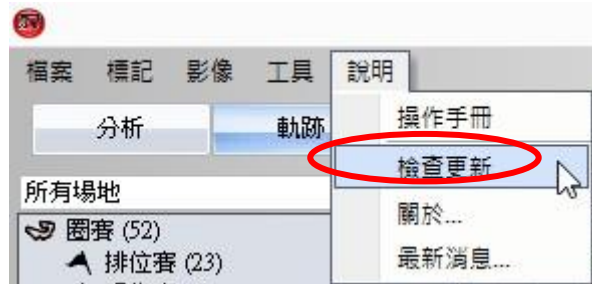 檔案 標記 影像 工具 說明
分析 軌跡
操作手冊
檢查更新
所有場地
關於...
圈賽 (52)
最新消息...
排位賽 (23)